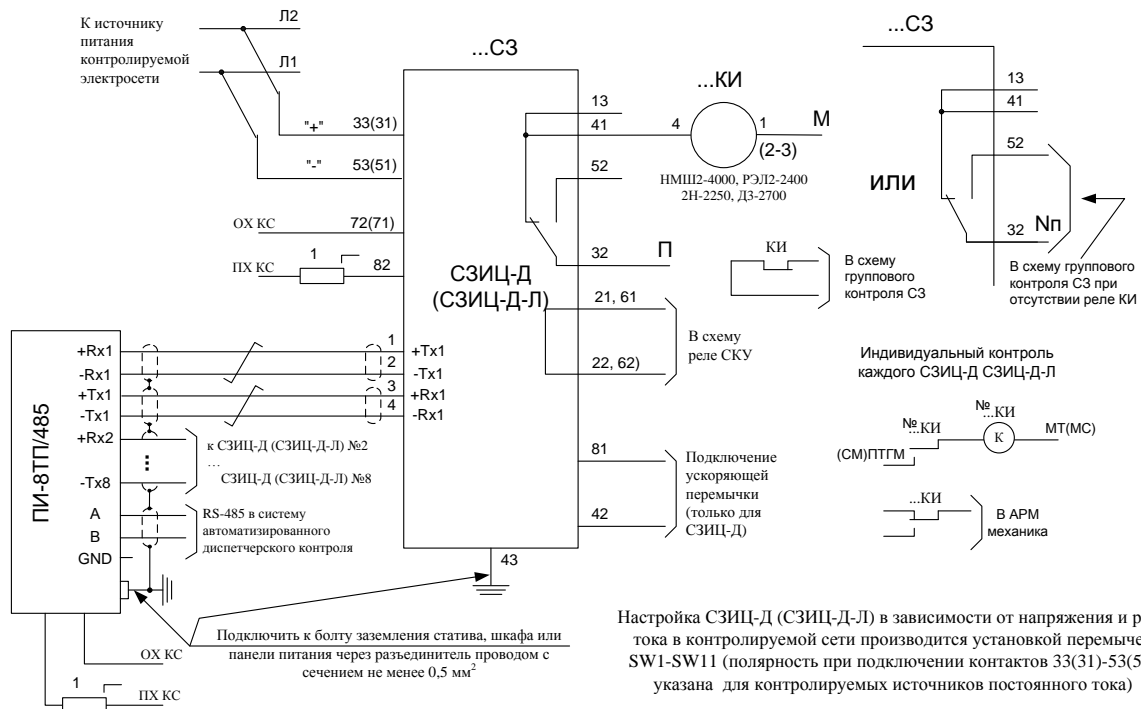 К источнику
питания
контролируемой
электросети
Л2
Л1
"+"
33(31)
"-"
53(51)
ОХ КС
72(71)
1
ПХ КС
82
...СЗ
СЗИЦ-Д
(СЗИЦ-Д-Л)
13
41
52
32
П
21, 61
22, 62)
В схему
реле СКУ
81
42
Подключение
ускоряющей
перемычки
(только для
СЗИЦ-Д)
43
...КИ
4
1
(2-3)
М
НМШ2-4000, РЭЛ2-2400
2Н-2250, Д3-2700
КИ
В схему
группового
контроля СЗ
ИЛИ
...СЗ
13
41
52
32
Nп
В схему группового
контроля СЗ при
отсутствии реле КИ
Индивидуальный контроль
каждого СЗИЦ-Д СЗИЦ-Д-Л
№
...КИ
№
...КИ
К
МТ(МС)
(СМ)ПТГМ
...КИ
В АРМ
механика
ПИ-8ТП/485
+Rx1
-Rx1
+Tx1
-Tx1
+Rx2
-Tx8
A
B
GND
1
2
3
4
+Tx1
-Tx1
+Rx1
-Rx1
к СЗИЦ-Д (СЗИЦ-Д-Л) №2
...
СЗИЦ-Д (СЗИЦ-Д-Л) №8
RS-485 в систему
автоматизированного
диспетчерского контроля
Подключить к болту заземления статива, шкафа или
панели питания через разъединитель проводом с
сечением не менее 0,5 мм²
ОХ КС
1
ПХ КС
Настройка СЗИЦ-Д (СЗИЦ-Д-Л) в зависимости от напряжения и р
тока в контролируемой сети производится установкой перемыче
SW1-SW11 (полярность при подключении контактов 33(31)-53(5
указана для контролируемых источников постоянного тока)